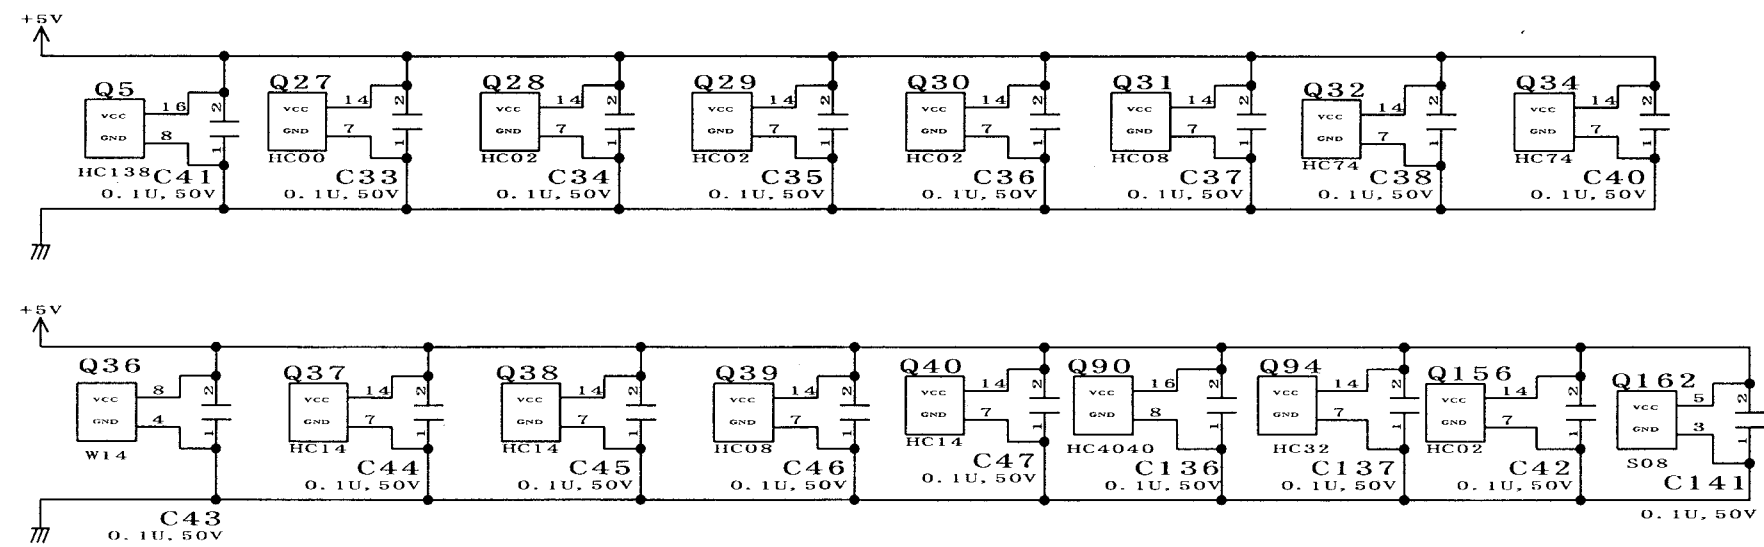 +5V
Q5
16
VCC
GND
8
2
1
HC138
C41
0.1U,50V
Q27
14
VCC
GND
7
2
1
HC00
C33
0.1U,50V
Q28
14
VCC
GND
7
2
1
HC02
C34
0.1U,50V
Q29
14
VCC
GND
7
2
1
HC02
C35
0.1U,50V
Q30
14
VCC
GND
7
2
1
HC02
C36
0.1U,50V
Q31
14
VCC
GND
7
2
1
HC08
C37
0.1U,50V
Q32
14
VCC
GND
7
2
1
HC74
C38
0.1U,50V
Q34
14
VCC
GND
7
2
1
HC74
C40
0.1U,50V
+5V
Q36
8
VCC
GND
4
2
1
W14
C43
0.1U,50V
Q37
14
VCC
GND
7
2
1
HC14
C44
0.1U,50V
Q38
14
VCC
GND
7
2
1
HC14
C45
0.1U,50V
Q39
14
VCC
GND
7
2
1
HC08
C46
0.1U,50V
Q40
14
VCC
GND
7
2
1
HC14
C47
0.1U,50V
Q90
16
VCC
GND
8
2
1
HC4040
C136
0.1U,50V
Q94
14
VCC
GND
7
2
1
HC32
C137
0.1U,50V
Q156
14
VCC
GND
7
2
1
HC02
C42
0.1U,50V
Q162
5
VCC
GND
3
2
1
S08
C141
0.1U,50V